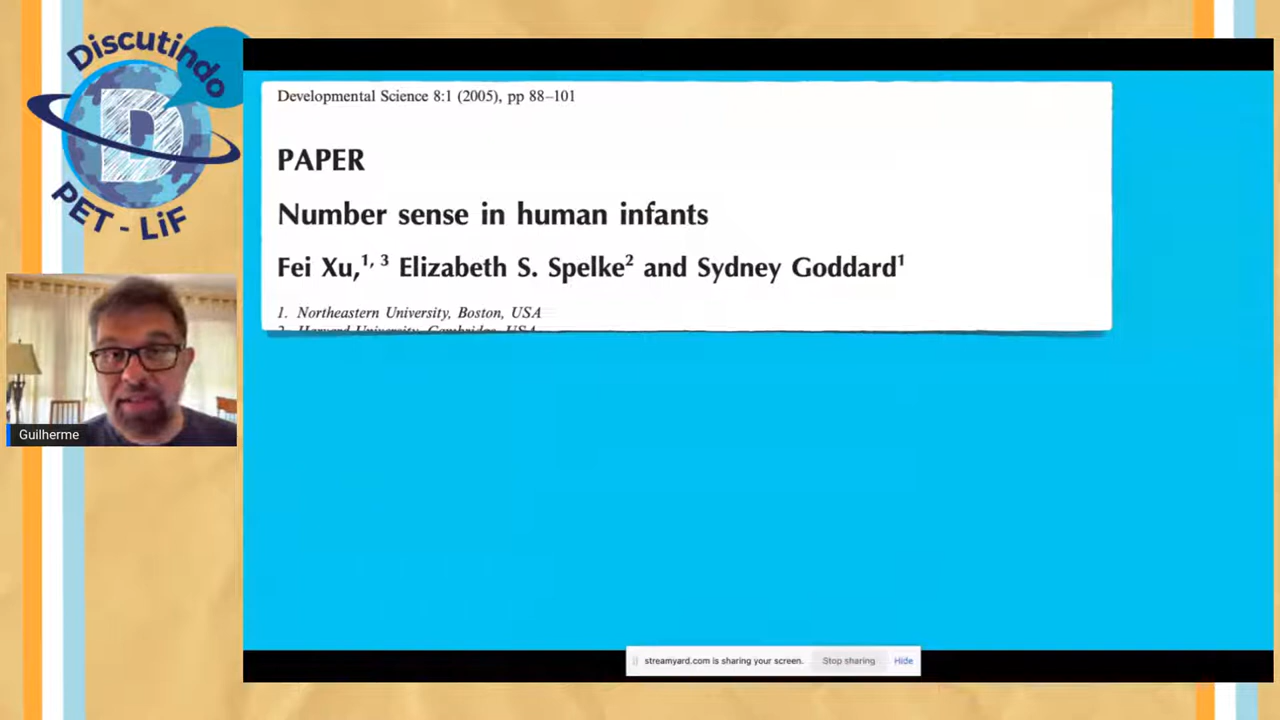 Discutindo
D
PET - LiF
Guilherme
Developmental Science 8:1 (2005), pp 88–101
PAPER
Number sense in human infants
Fei Xu,1, 3 Elizabeth S. Spelke2 and Sydney Goddard1
1. Northeastern University, Boston, USA
2. Harvard University, Cambridge, USA
streamyard.com is sharing your screen.
Stop sharing
Hide